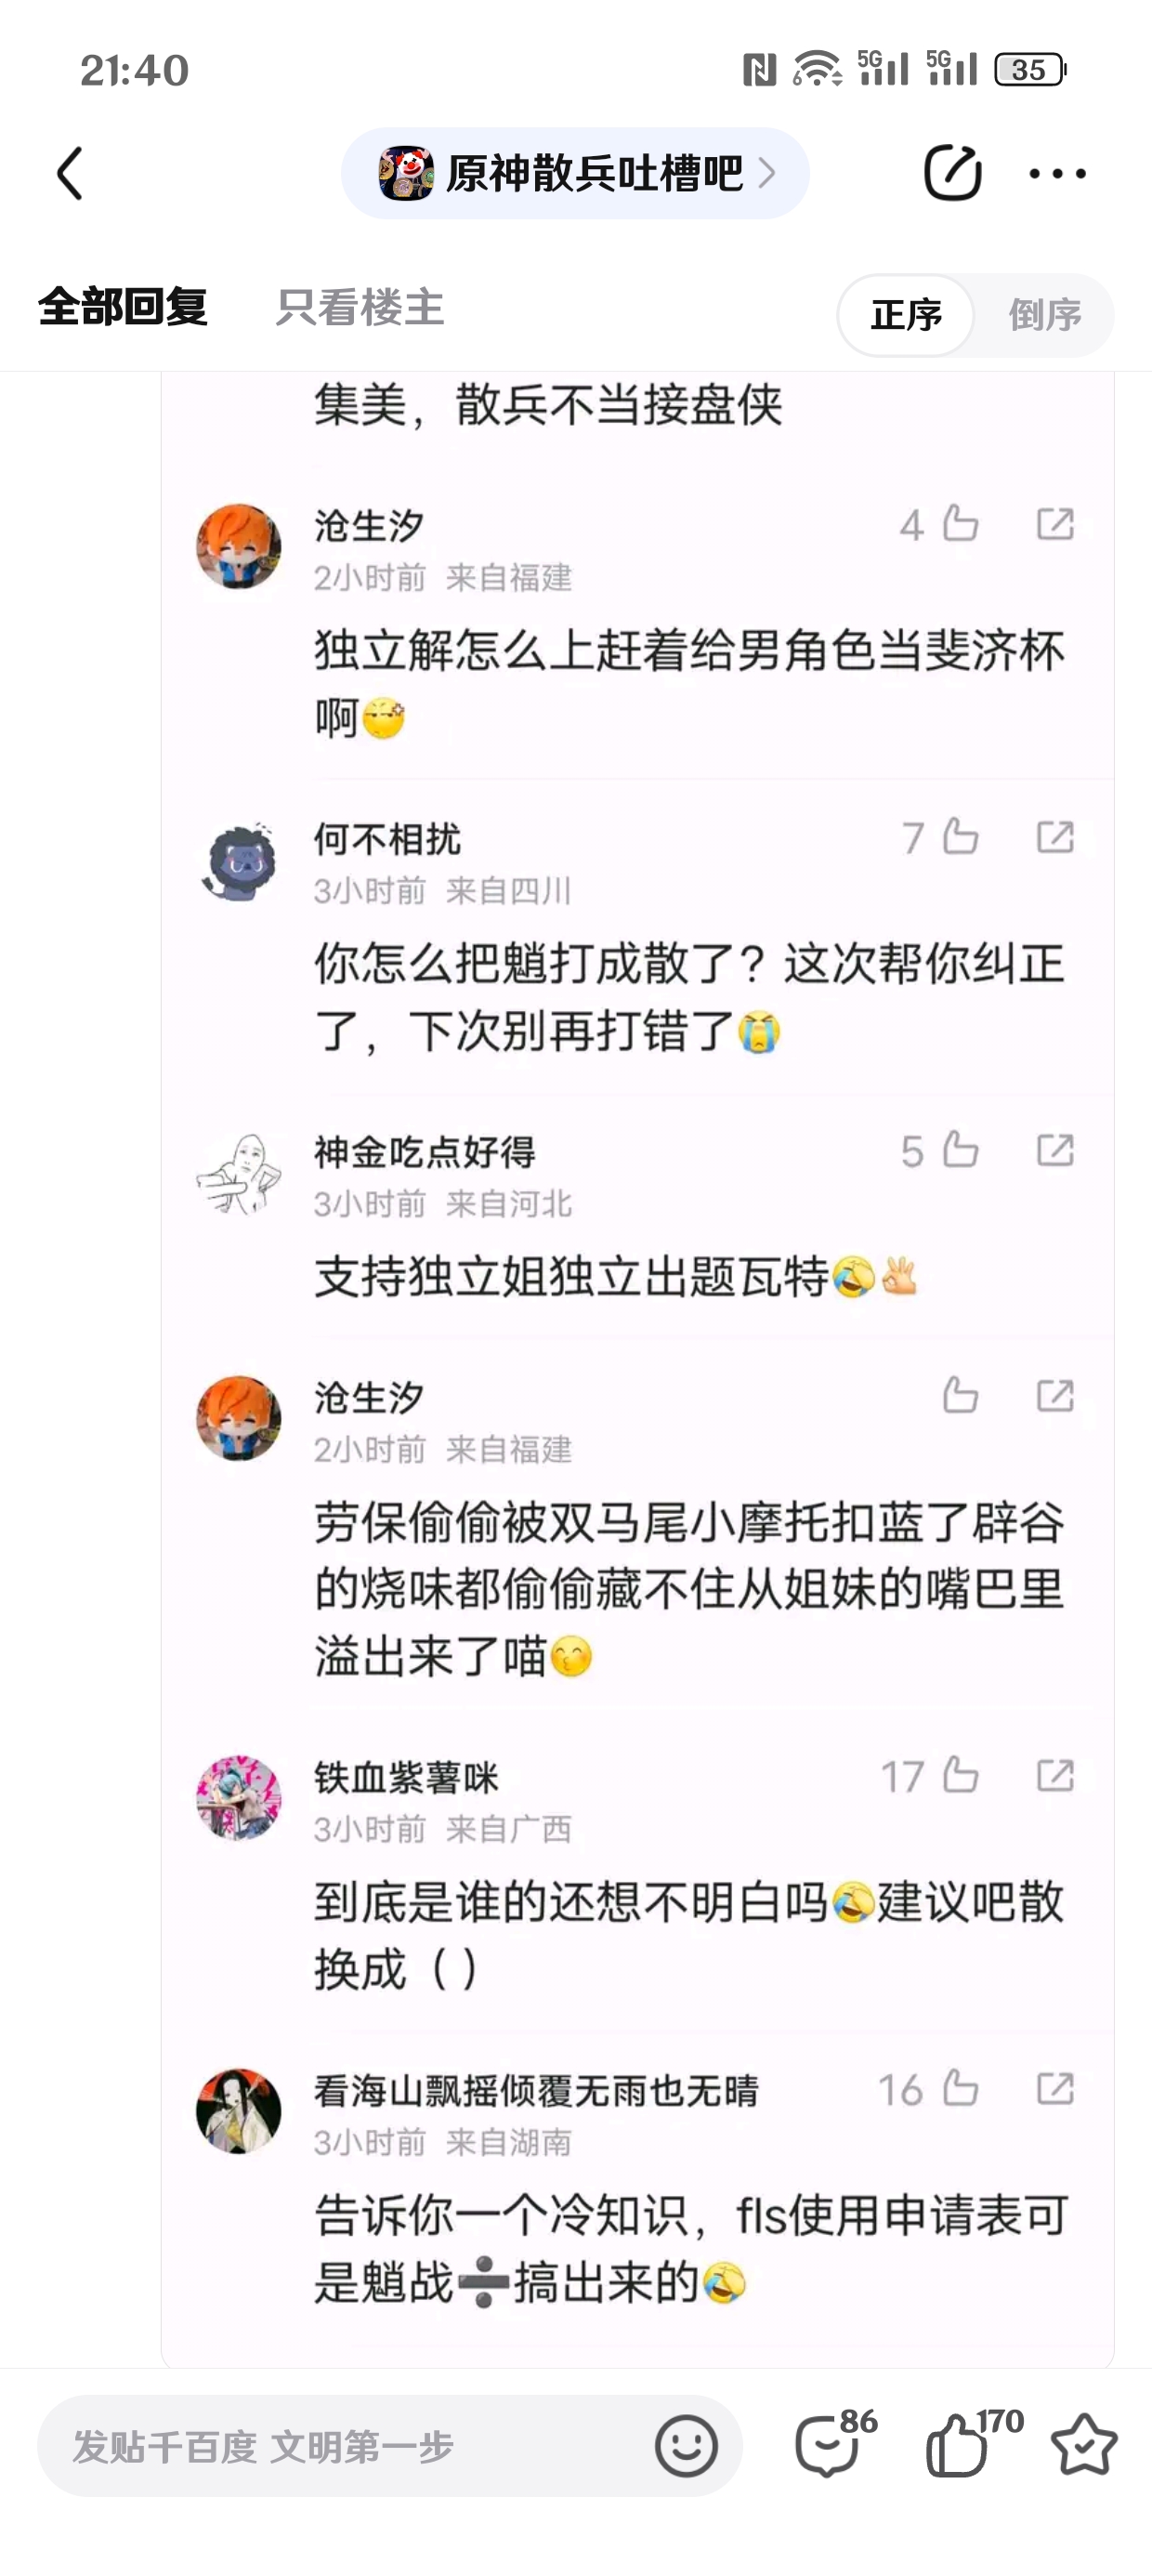 21:40
6
5G
5G
35
原神散兵吐槽吧
全部回复
只看楼主
正序
倒序
集美，散兵不当接盘侠
沧生汐
4
2小时前 来自福建
独立解怎么上赶着给男角色当斐济杯
啊
何不相扰
7
3小时前 来自四川
你怎么把魈打成散了？这次帮你纠正
了，下次别再打错了
神金吃点好得
5
3小时前 来自河北
支持独立姐独立出题瓦特
沧生汐
2小时前 来自福建
劳保偷偷被双马尾小摩托扣蓝了辟谷
的烧味都偷偷藏不住从姐妹的嘴巴里
溢出来了喵
铁血紫薯咪
17
3小时前 来自广西
到底是谁的还想不明白吗建议吧散
换成（）
看海山飘摇倾覆无雨也无晴
16
3小时前 来自湖南
告诉你一个冷知识，fls使用申请表可
是魈战➗搞出来的
发贴千百度 文明第一步
86
170